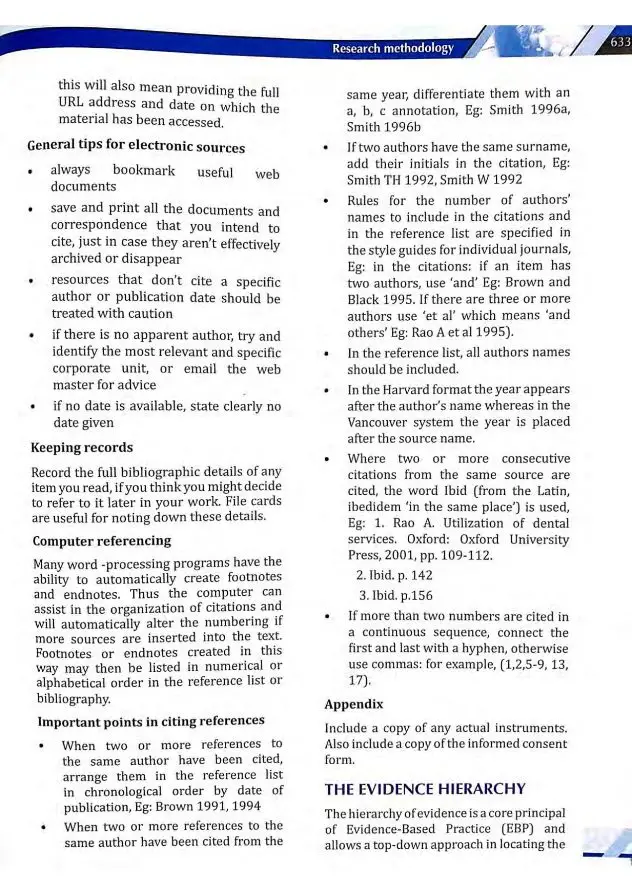 Research methodology
633
this will also mean providing the full
URL address and date on which the
material has been accessed.
General tips for electronic sources
• always bookmark useful web
documents
• save and print all the documents and
correspondence that you intend to
cite, just in case they aren't effectively
archived or disappear
• resources that don't cite a specific
author or publication date should be
treated with caution
• if there is no apparent author, try and
identify the most relevant and specific
corporate unit, or email the web
master for advice
• if no date is available, state clearly no
date given
Keeping records
Record the full bibliographic details of any
item you read, if you think you might decide
to refer to it later in your work. File cards
are useful for noting down these details.
Computer referencing
Many word -processing programs have the
ability to automatically create footnotes
and endnotes. Thus the computer can
assist in the organization of citations and
will automatically alter the numbering if
more sources are inserted into the text.
Footnotes or endnotes created in this
way may then be listed in numerical or
alphabetical order in the reference list or
bibliography.
Important points in citing references
• When two or more references to
the same author have been cited,
arrange them in the reference list
in chronological order by date of
publication, Eg: Brown 1991, 1994
• When two or more references to the
same author have been cited from the
same year, differentiate them with an
a, b, c annotation, Eg: Smith 1996a,
Smith 1996b
• If two authors have the same surname,
add their initials in the citation, Eg:
Smith TH 1992, Smith W 1992
• Rules for the number of authors'
names to include in the citations and
in the reference list are specified in
the style guides for individual journals,
Eg: in the citations: if an item has
two authors, use 'and' Eg: Brown and
Black 1995. If there are three or more
authors use 'et al' which means 'and
others' Eg: Rao A et al 1995).
• In the reference list, all authors names
should be included.
• In the Harvard format the year appears
after the author's name whereas in the
Vancouver system the year is placed
after the source name.
• Where two or more consecutive
citations from the same source are
cited, the word Ibid (from the Latin,
ibedidem 'in the same place') is used,
Eg: 1. Rao A. Utilization of dental
services. Oxford: Oxford University
Press, 2001, pp. 109-112.
2. Ibid. p. 142
3. Ibid. p.156
• If more than two numbers are cited in
a continuous sequence, connect the
first and last with a hyphen, otherwise
use commas: for example, (1,2,5-9, 13,
17).
Appendix
Include a copy of any actual instruments.
Also include a copy of the informed consent
form.
THE EVIDENCE HIERARCHY
The hierarchy of evidence is a core principal
of Evidence-Based Practice (EBP) and
allows a top-down approach in locating the